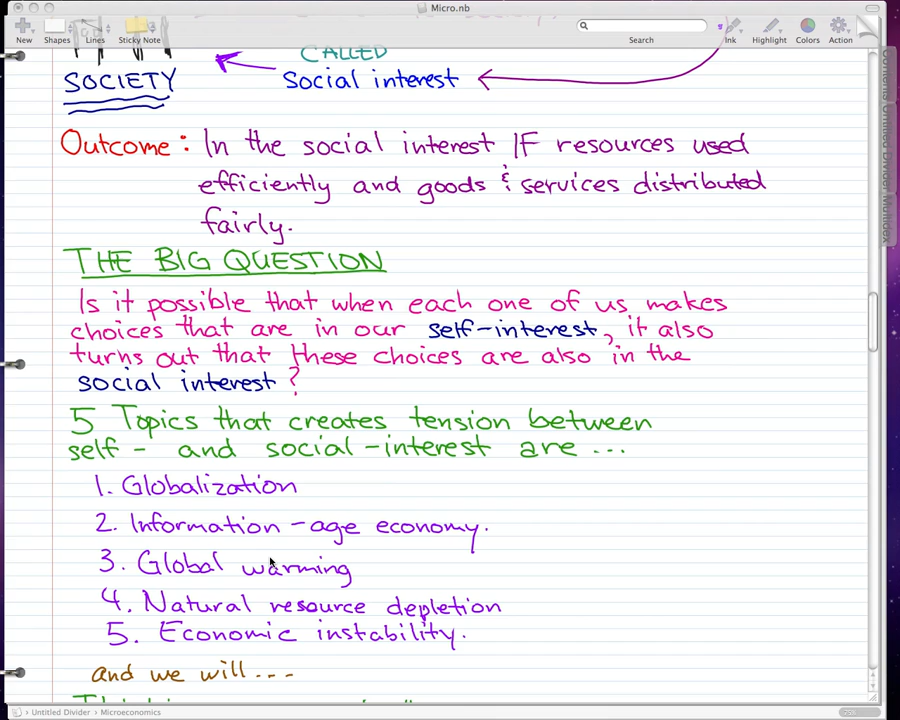 Micro.nb
New Shapes Lines Sticky Note Search Ink Highlight Colors Action
CALLED
SOCIETY Social interest
Outcome: In the social interest IF resources used
efficiently and goods & services distributed
fairly.
THE BIG QUESTION
Is it possible that when each one of us makes
choices that are in our self-interest, it also
turns out that these choices are also in the
social interest?
5 Topics that creates tension between
self- and social-interest are ...
1. Globalization
2. Information-age economy.
3. Global warming
4. Natural resource depletion
5. Economic instability.
and we will...
Untitled Divider > Microeconomics